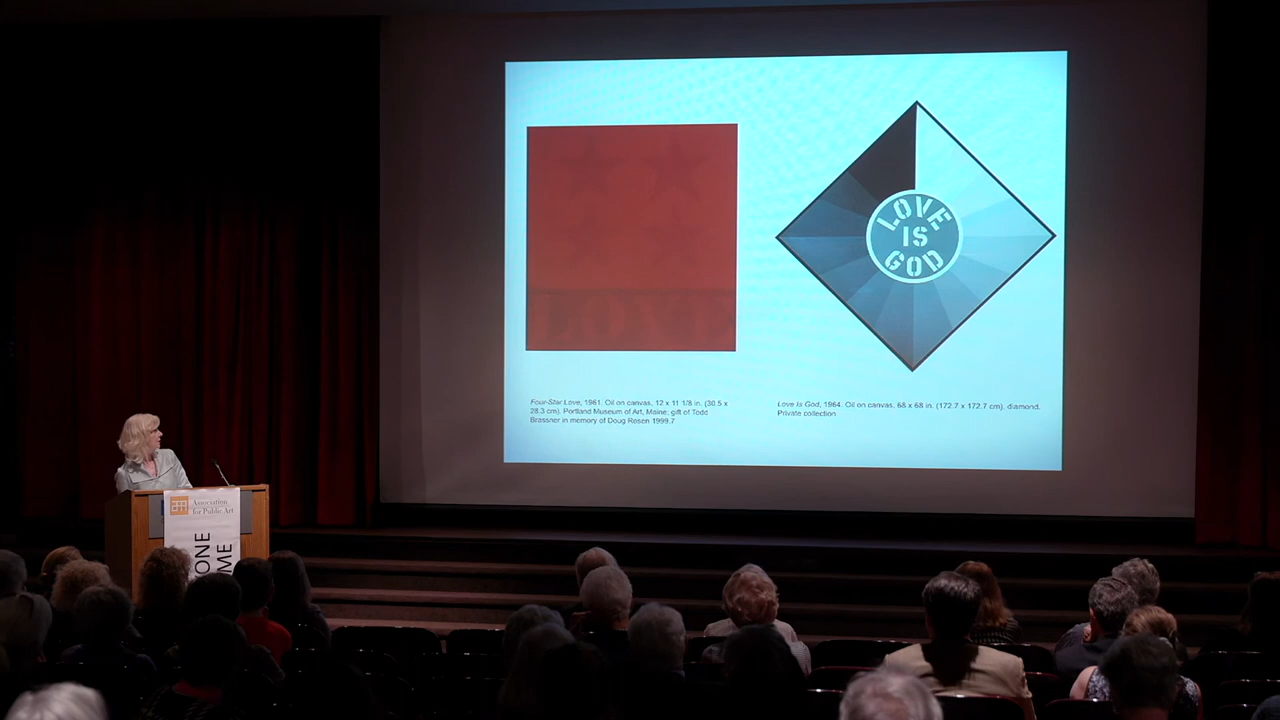 LOVE
IS
GOD
LOVE
Four-Star Love, 1961. Oil on canvas, 12 x 11 1/8 in. (30.5 x
28.3 cm). Portland Museum of Art, Maine; gift of Todd
Brassner in memory of Doug Rosen 1999.7
Love Is God, 1964. Oil on canvas, 68 x 68 in. (172.7 x 172.7 cm), diamond.
Private collection
Association
for Public Art
ONE
ME